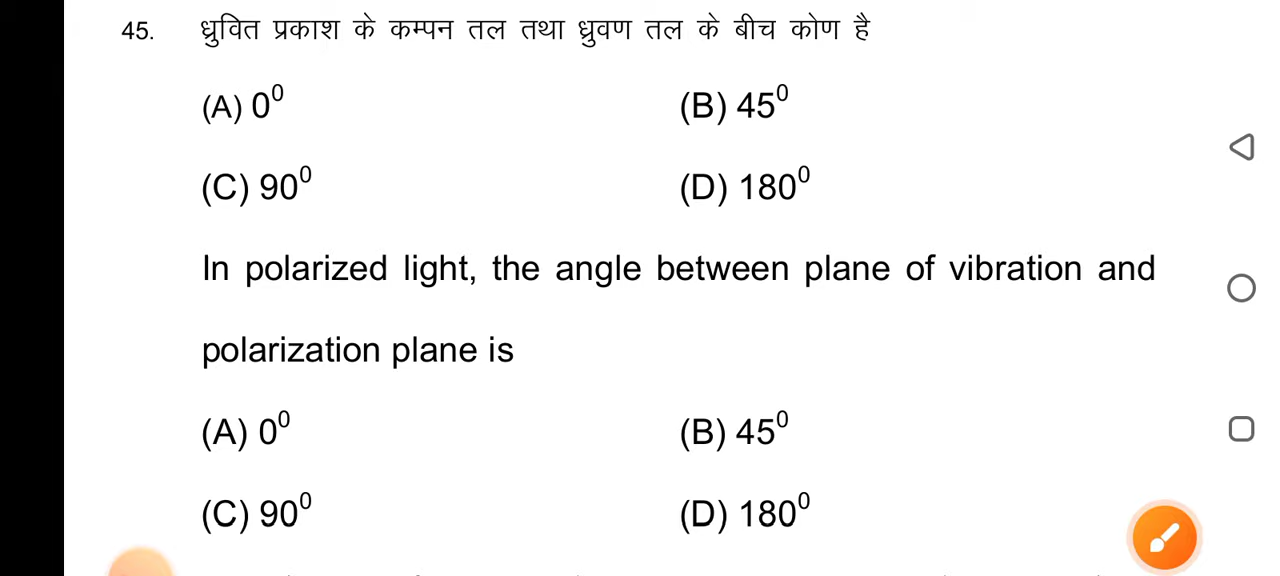 45. ध्रुवित प्रकाश के कम्पन तल तथा ध्रुवण तल के बीच कोण है
(A) 0⁰ (B) 45⁰
(C) 90⁰ (D) 180⁰
In polarized light, the angle between plane of vibration and
polarization plane is
(A) 0⁰ (B) 45⁰
(C) 90⁰ (D) 180⁰